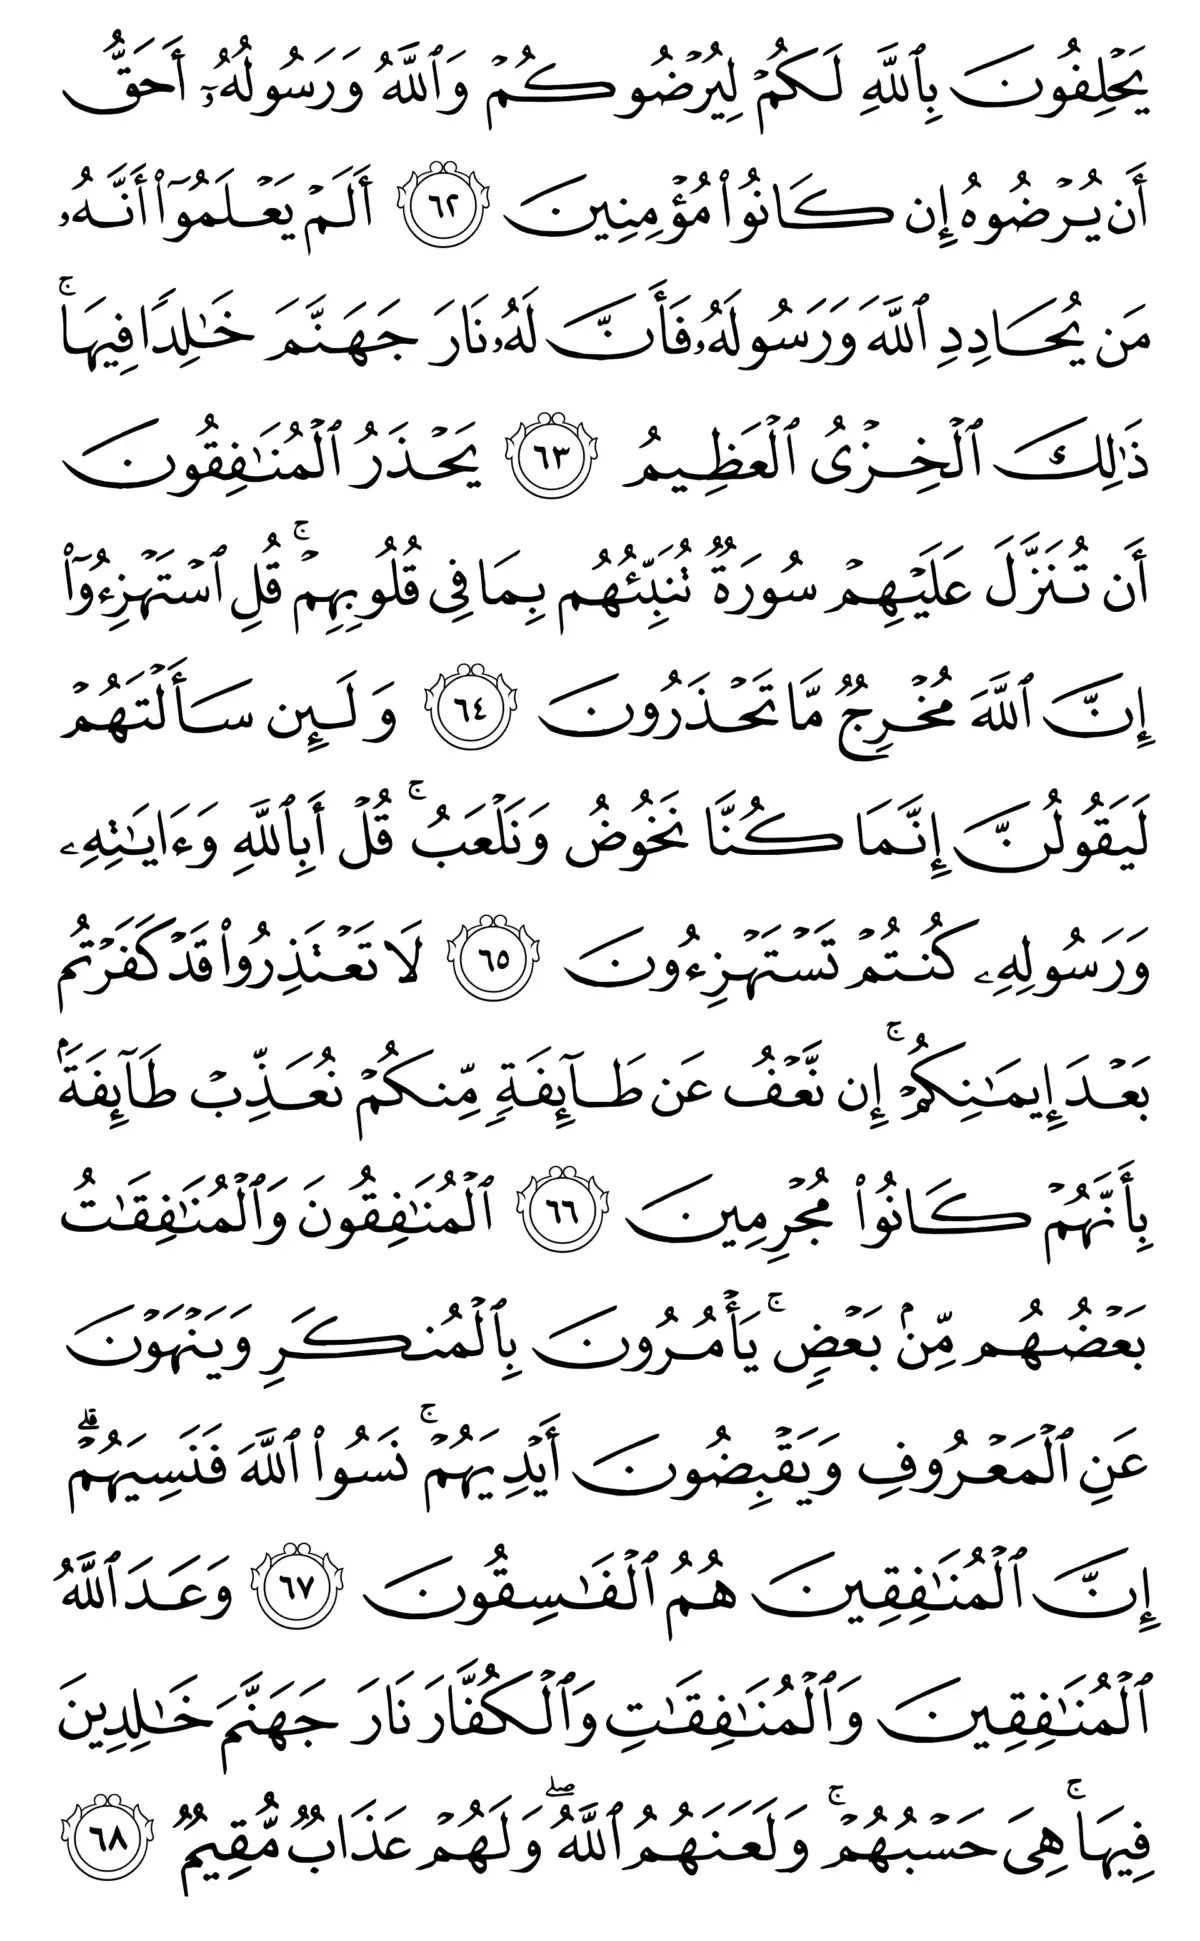 يَحۡلِفُونَ بِٱللَّهِ لَكُمۡ لِيُرۡضُوكُمۡ وَٱللَّهُ وَرَسُولُهُۥٓ أَحَقُّ
أَن يُرۡضُوهُ إِن كَانُواْ مُؤۡمِنِينَ ٦٢ أَلَمۡ يَعۡلَمُوٓاْ أَنَّهُۥ
مَن يُحَادِدِ ٱللَّهَ وَرَسُولَهُۥ فَأَنَّ لَهُۥ نَارَ جَهَنَّمَ خَٰلِدٗا فِيهَاۚ
ذَٰلِكَ ٱلۡخِزۡيُ ٱلۡعَظِيمُ ٦٣ يَحۡذَرُ ٱلۡمُنَٰفِقُونَ
أَن تُنَزَّلَ عَلَيۡهِمۡ سُورَةٞ تُنَبِّئُهُم بِمَا فِي قُلُوبِهِمۡۚ قُلِ ٱسۡتَهۡزِءُوٓاْ
إِنَّ ٱللَّهَ مُخۡرِجٞ مَّا تَحۡذَرُونَ ٦٤ وَلَئِن سَأَلۡتَهُمۡ
لَيَقُولُنَّ إِنَّمَا كُنَّا نَخُوضُ وَنَلۡعَبُۚ قُلۡ أَبِٱللَّهِ وَءَايَٰتِهِۦ
وَرَسُولِهِۦ كُنتُمۡ تَسۡتَهۡزِءُونَ ٦٥ لَا تَعۡتَذِرُواْ قَدۡ كَفَرۡتُم
بَعۡدَ إِيمَٰنِكُمۡۚ إِن نَّعۡفُ عَن طَآئِفَةٖ مِّنكُمۡ نُعَذِّبۡ طَآئِفَةَۢ
بِأَنَّهُمۡ كَانُواْ مُجۡرِمِينَ ٦٦ ٱلۡمُنَٰفِقُونَ وَٱلۡمُنَٰفِقَٰتُ
بَعۡضُهُم مِّنۢ بَعۡضٖۚ يَأۡمُرُونَ بِٱلۡمُنكَرِ وَيَنۡهَوۡنَ
عَنِ ٱلۡمَعۡرُوفِ وَيَقۡبِضُونَ أَيۡدِيَهُمۡۚ نَسُواْ ٱللَّهَ فَنَسِيَهُمۡۗ
إِنَّ ٱلۡمُنَٰفِقِينَ هُمُ ٱلۡفَٰسِقُونَ ٦٧ وَعَدَ ٱللَّهُ
ٱلۡمُنَٰفِقِينَ وَٱلۡمُنَٰفِقَٰتِ وَٱلۡكُفَّارَ نَارَ جَهَنَّمَ خَٰلِدِينَ
فِيهَاۚ هِيَ حَسۡبُهُمۡۚ وَلَعَنَهُمُ ٱللَّهُۖ وَلَهُمۡ عَذَابٞ مُّقِيمٞ ٦٨